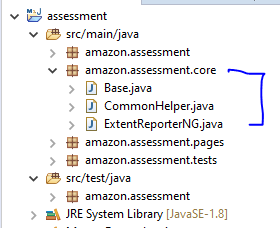 assessment
src/main/java
amazon.assessment
amazon.assessment.core
Base.java
CommonHelper.java
ExtentReporterNG.java
amazon.assessment.pages
amazon.assessment.tests
src/test/java
amazon.assessment
JRE System Library [JavaSE-1.8]